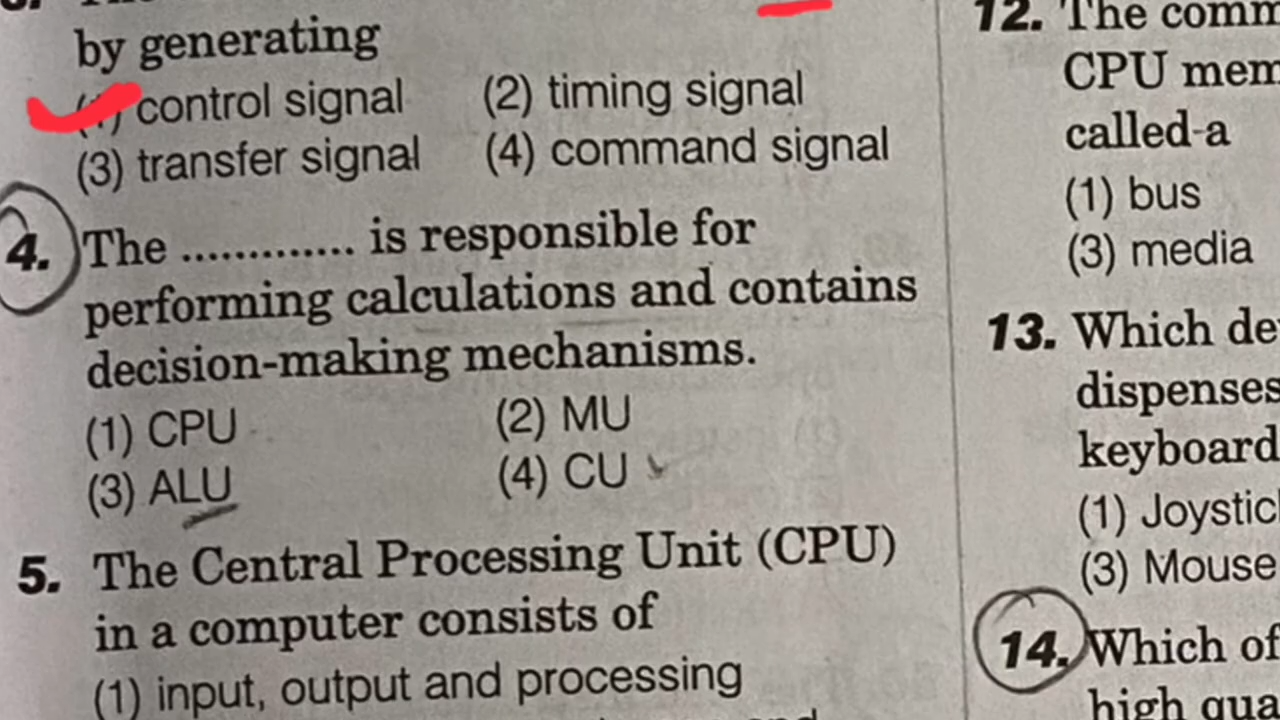 by generating
(1) control signal (2) timing signal
(3) transfer signal (4) command signal
4. The ............. is responsible for
performing calculations and contains
decision-making mechanisms.
(1) CPU (2) MU
(3) ALU (4) CU
5. The Central Processing Unit (CPU)
in a computer consists of
(1) input, output and processing
12. The comm
CPU mem
called-a
(1) bus
(3) media
13. Which de
dispenses
keyboard
(1) Joystic
(3) Mouse
14. Which of
high qua